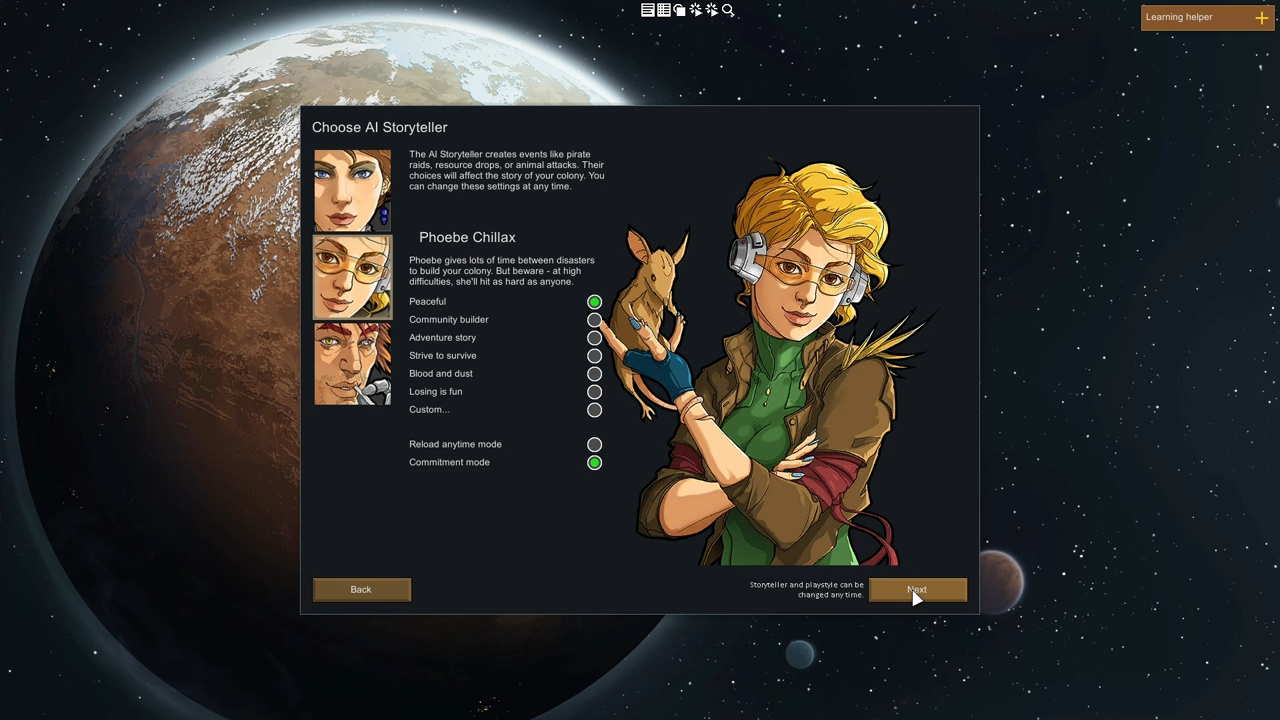 Learning helper
Choose AI Storyteller
The AI Storyteller creates events like pirate
raids, resource drops, or animal attacks. Their
choices will affect the story of your colony. You
can change these settings at any time.
Phoebe Chillax
Phoebe gives lots of time between disasters
to build your colony. But beware - at high
difficulties, she'll hit as hard as anyone.
Peaceful
Community builder
Adventure story
Strive to survive
Blood and dust
Losing is fun
Custom...
Reload anytime mode
Commitment mode
Back
Storyteller and playstyle can be
changed any time.
Next